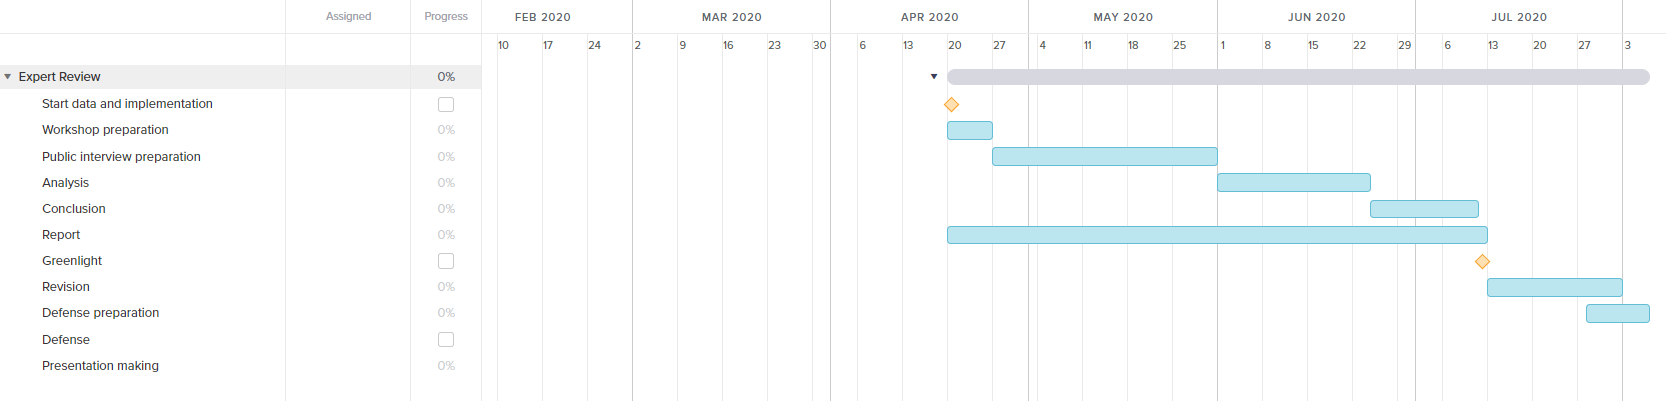 Assigned Progress FEB 2020 MAR 2020 APR 2020 MAY 2020 JUN 2020 JUL 2020
10 17 24 2 9 16 23 30 6 13 20 27 4 11 18 25 1 8 15 22 29 6 13 20 27 3
Expert Review 0%
Start data and implementation
Workshop preparation 0%
Public interview preparation 0%
Analysis 0%
Conclusion 0%
Report 0%
Greenlight
Revision 0%
Defense preparation 0%
Defense
Presentation making 0%